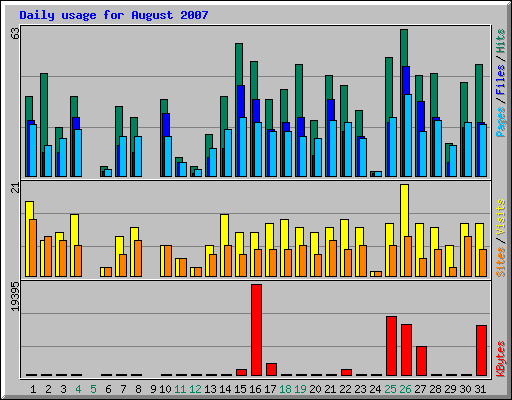 Daily usage for August 2007
63
Pages / Files / Hits
21
Sites / Visits
19395
KBytes
1 2 3 4 5 6 7 8 9 10 11 12 13 14 15 16 17 18 19 20 21 22 23 24 25 26 27 28 29 30 31